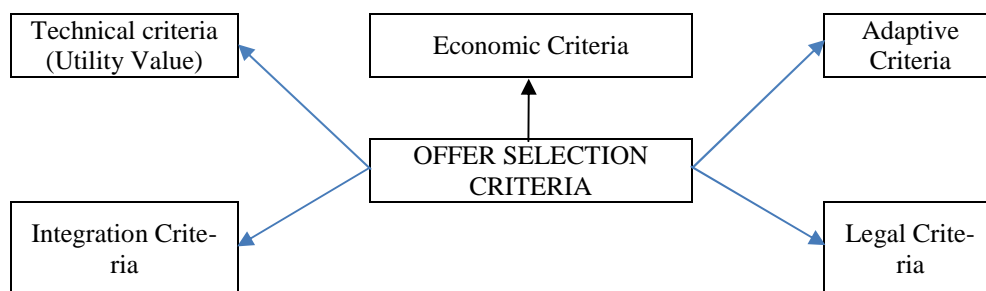 Technical criteria
(Utility Value)
Economic Criteria
Adaptive
Criteria
OFFER SELECTION
CRITERIA
Integration Crite-
ria
Legal Crite-
ria